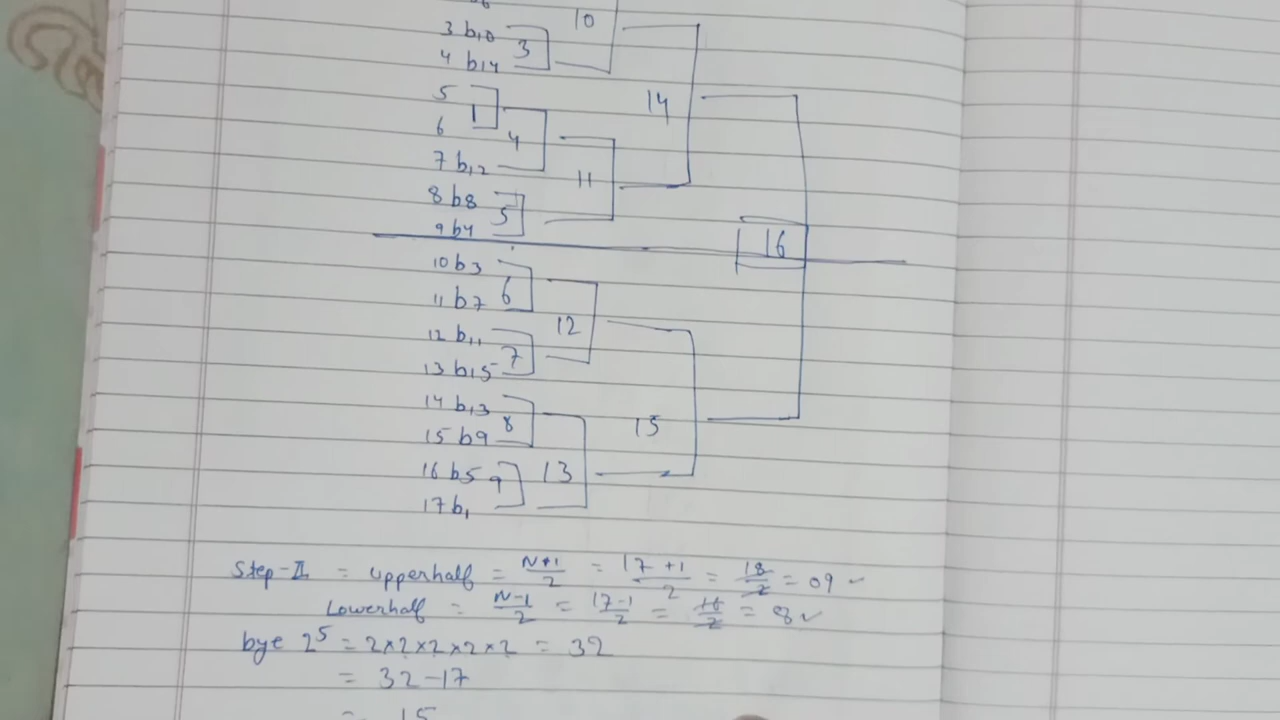 10
3 b10
3
4 b14
14
5
1
6
4
7 b12
11
8 b8
5
9 b4
16
10 b3
6
11 b7
12
12 b11
7
13 b15
14 b13
8
15
15 b9
16 b5
9
13
17 b1
Step-II = upperhalf = N+1/2 = 17+1/2 = 18/2 = 09 ✓
Lowerhalf = N-1/2 = 17-1/2 = 16/2 = 8 ✓
bye 2⁵ = 2×2×2×2×2 = 32
= 32-17
= 15